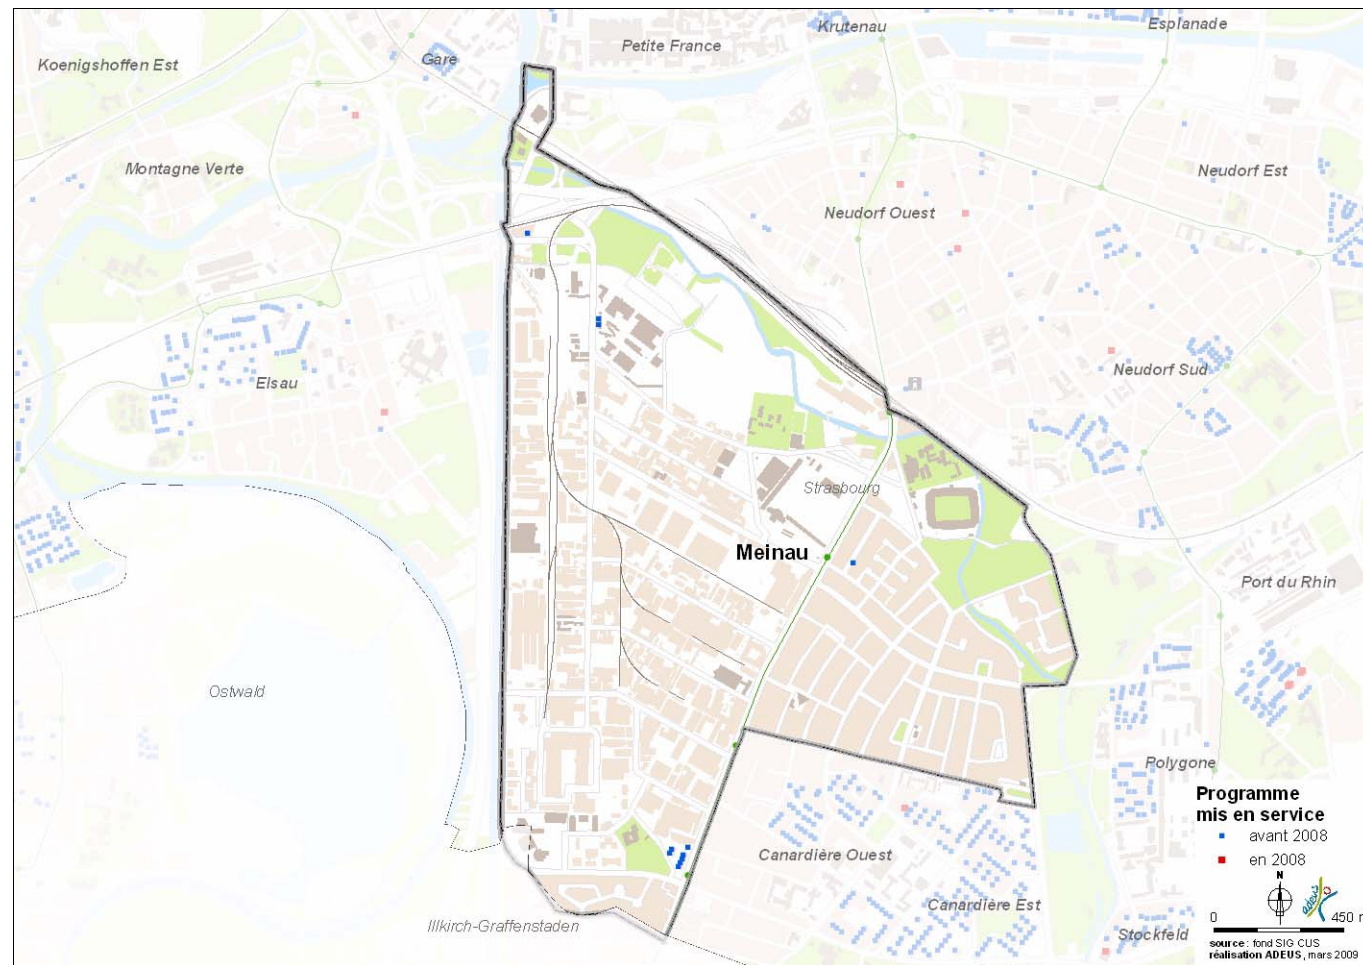 Krutenau
Esplanade
Petite France
Gare
Koenigshoffen Est
Montagne Verte
Neudorf Est
Neudorf Ouest
Neudorf Sud
Elsau
Strasbourg
Meinau
Port du Rhin
Ostwald
Polygone
Programme
mis en service
avant 2008
en 2008
Canardière Ouest
N
Canardière Est
adeus
0 450 m
Illkirch-Graffenstaden
Stockfeld
source : fond SIG CUS
réalisation ADEUS, mars 2009